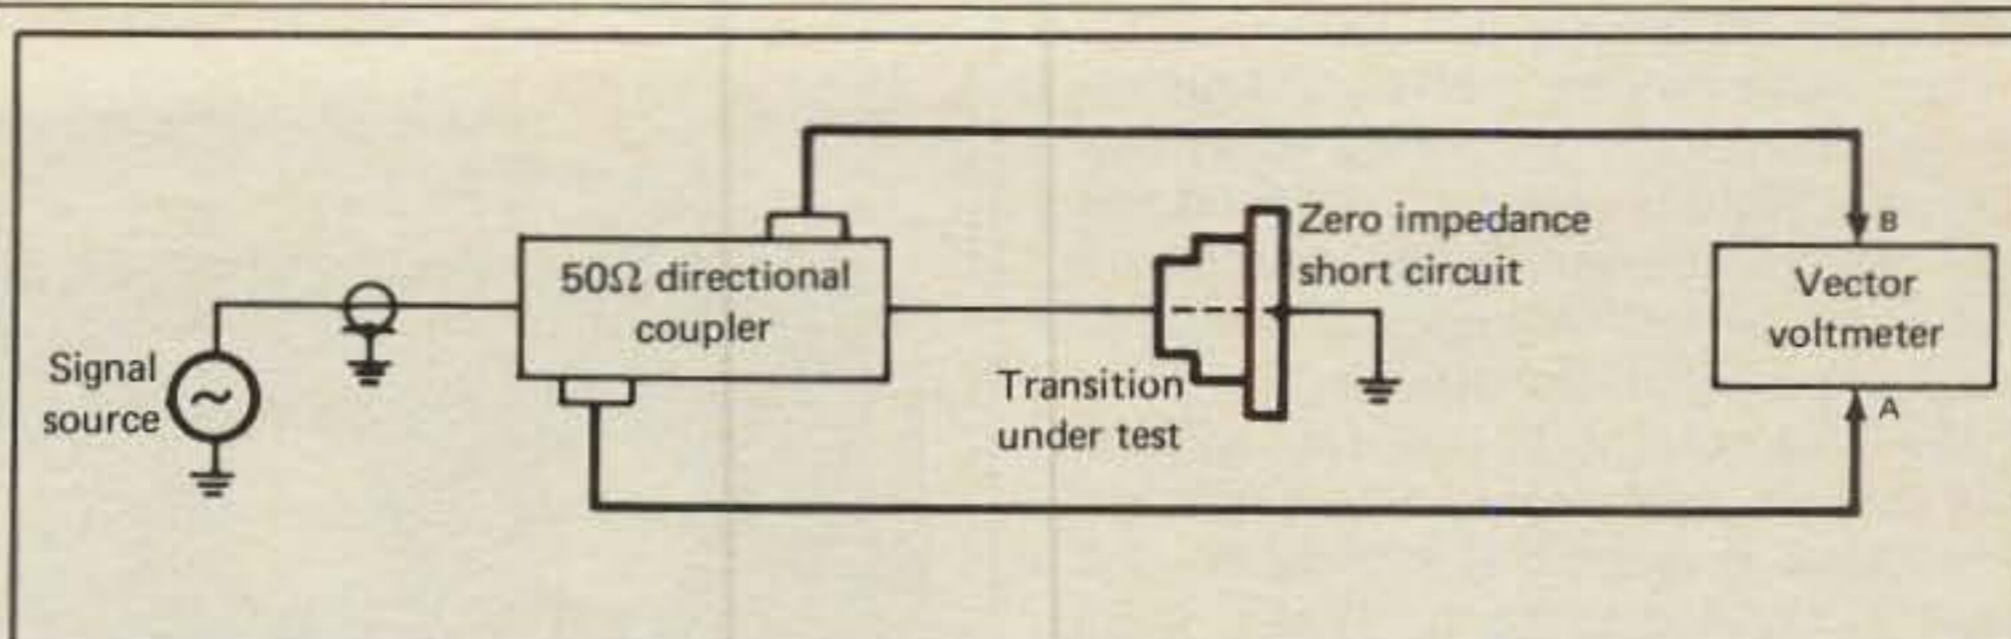 B
Zero impedance
short circuit
50Ω directional
coupler
Vector
voltmeter
Signal
source
~
Transition
under test
A